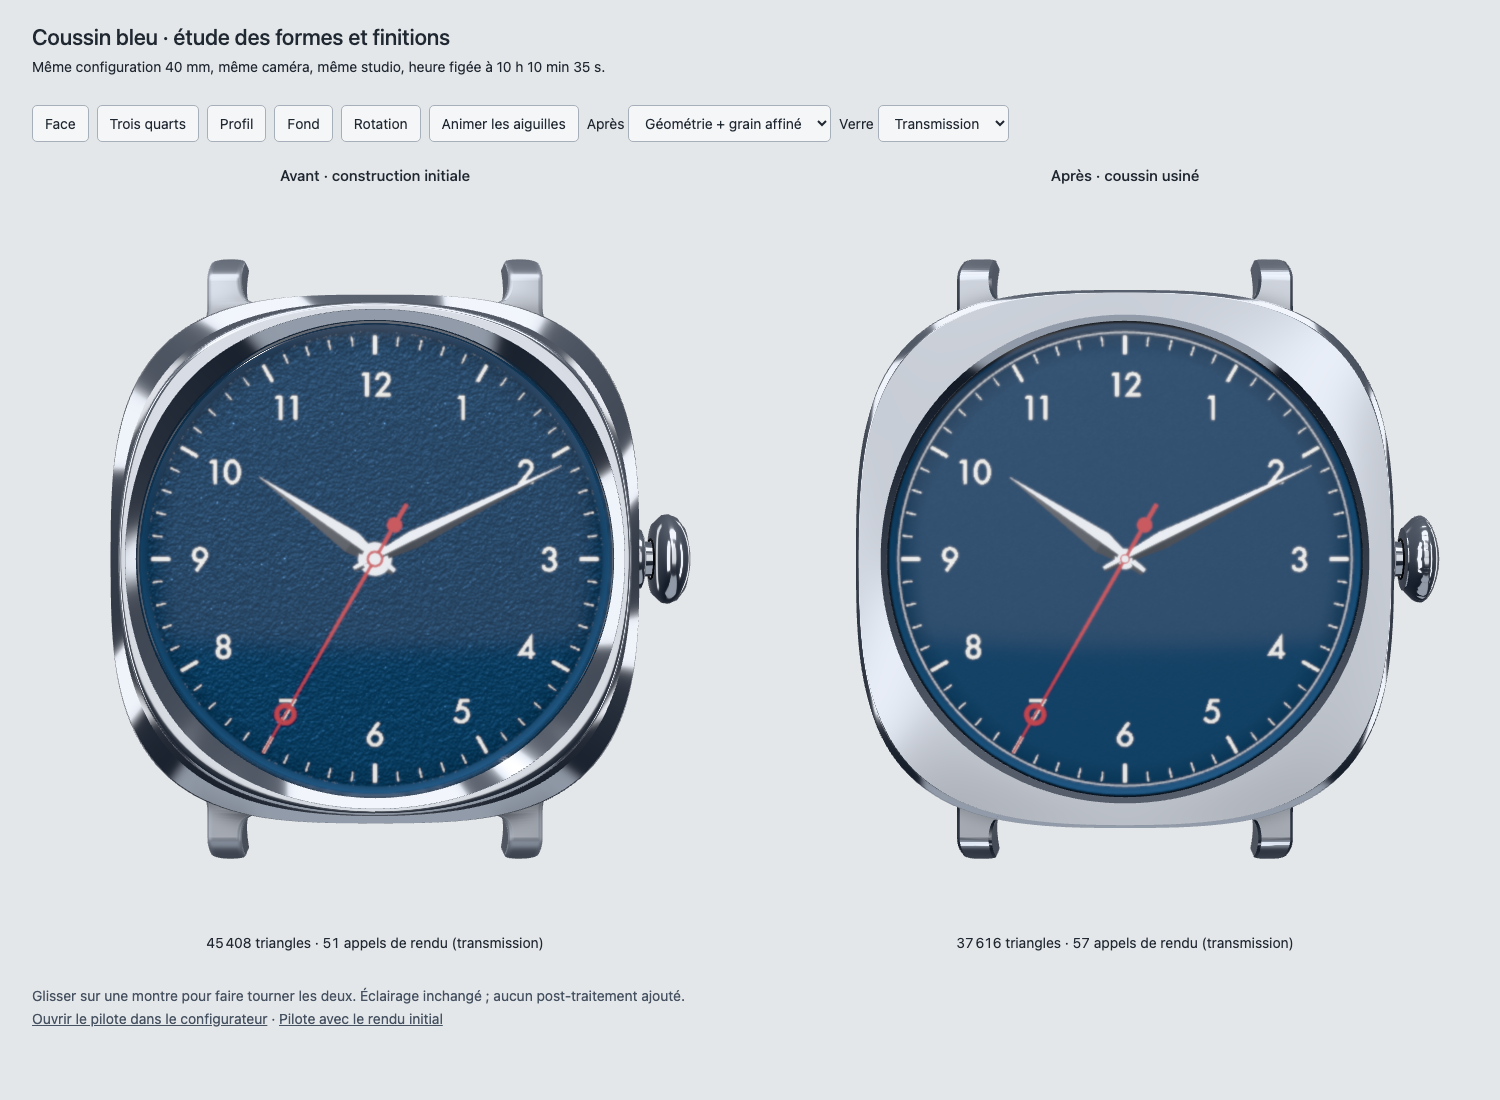 Coussin bleu · étude des formes et finitions
Même configuration 40 mm, même caméra, même studio, heure figée à 10 h 10 min 35 s.
Face Trois quarts Profil Fond Rotation Animer les aiguilles Après Géométrie + grain affiné Verre Transmission
Avant · construction initiale
12
11 1
10 2
9 3
8 4
7 5
6
45 408 triangles · 51 appels de rendu (transmission)
Après · coussin usiné
12
11 1
10 2
9 3
8 4
7 5
6
37 616 triangles · 57 appels de rendu (transmission)
Glisser sur une montre pour faire tourner les deux. Éclairage inchangé ; aucun post-traitement ajouté.
Ouvrir le pilote dans le configurateur · Pilote avec le rendu initial